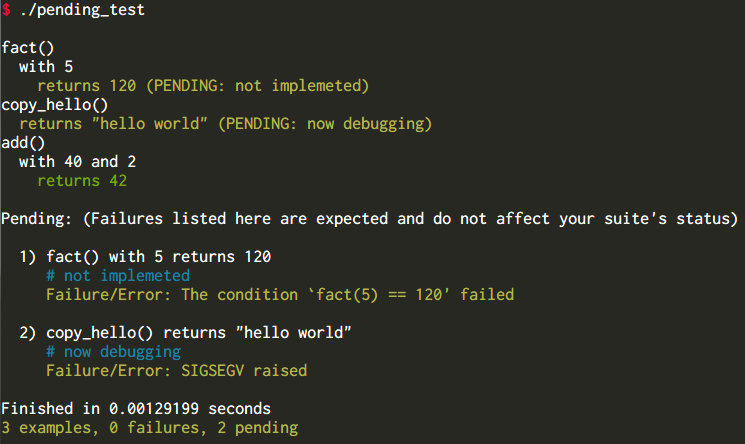 $ ./pending_test
fact()
with 5
returns 120 (PENDING: not implemeted)
copy_hello()
returns "hello world" (PENDING: now debugging)
add()
with 40 and 2
returns 42
Pending: (Failures listed here are expected and do not affect your suite's status)
1) fact() with 5 returns 120
# not implemeted
Failure/Error: The condition `fact(5) == 120' failed
2) copy_hello() returns "hello world"
# now debugging
Failure/Error: SIGSEGV raised
Finished in 0.00129199 seconds
3 examples, 0 failures, 2 pending